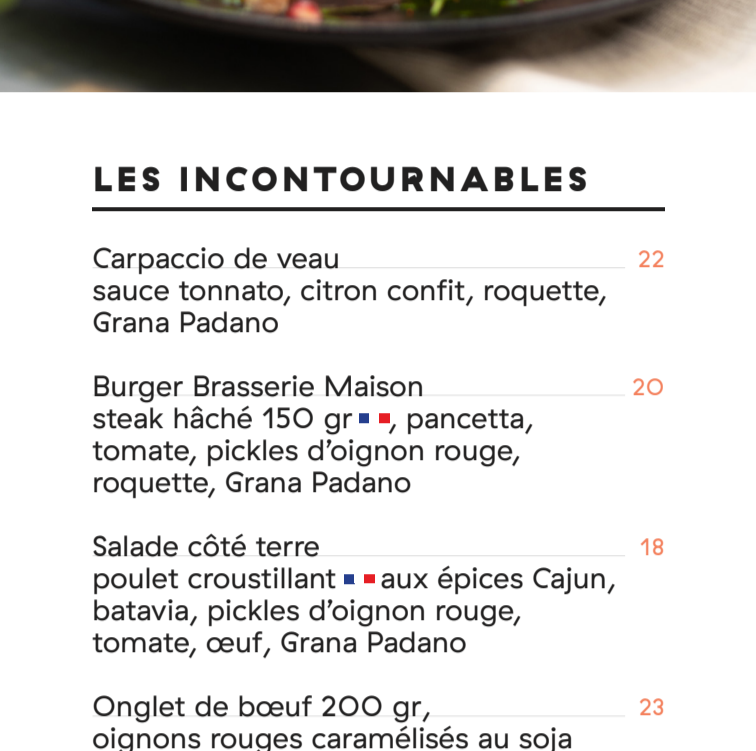 LES INCONTOURNABLES
Carpaccio de veau 22
sauce tonnato, citron confit, roquette,
Grana Padano
Burger Brasserie Maison 20
steak hâché 150 gr , pancetta,
tomate, pickles d’oignon rouge,
roquette, Grana Padano
Salade côté terre 18
poulet croustillant aux épices Cajun,
batavia, pickles d’oignon rouge,
tomate, œuf, Grana Padano
Onglet de bœuf 200 gr, 23
oignons rouges caramélisés au soja